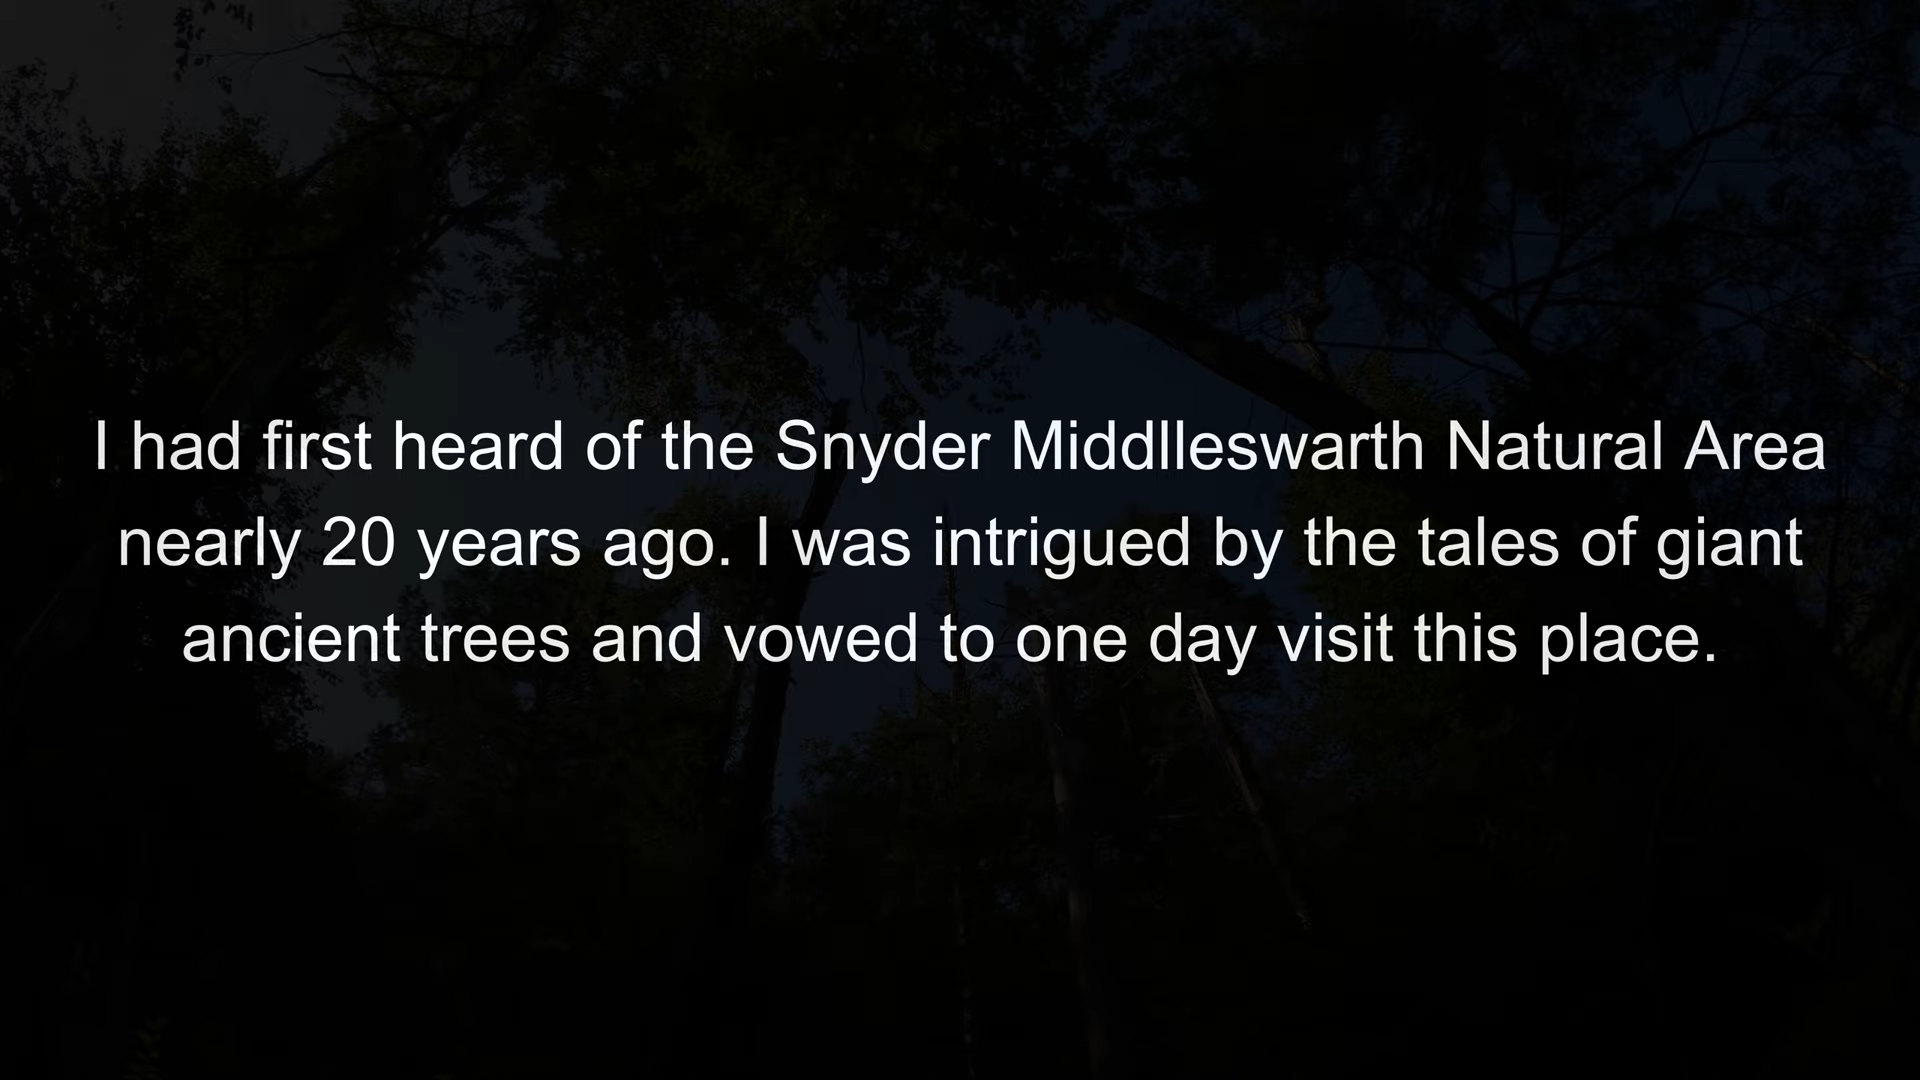 I had first heard of the Snyder Middlleswarth Natural Area
nearly 20 years ago. I was intrigued by the tales of giant
ancient trees and vowed to one day visit this place.